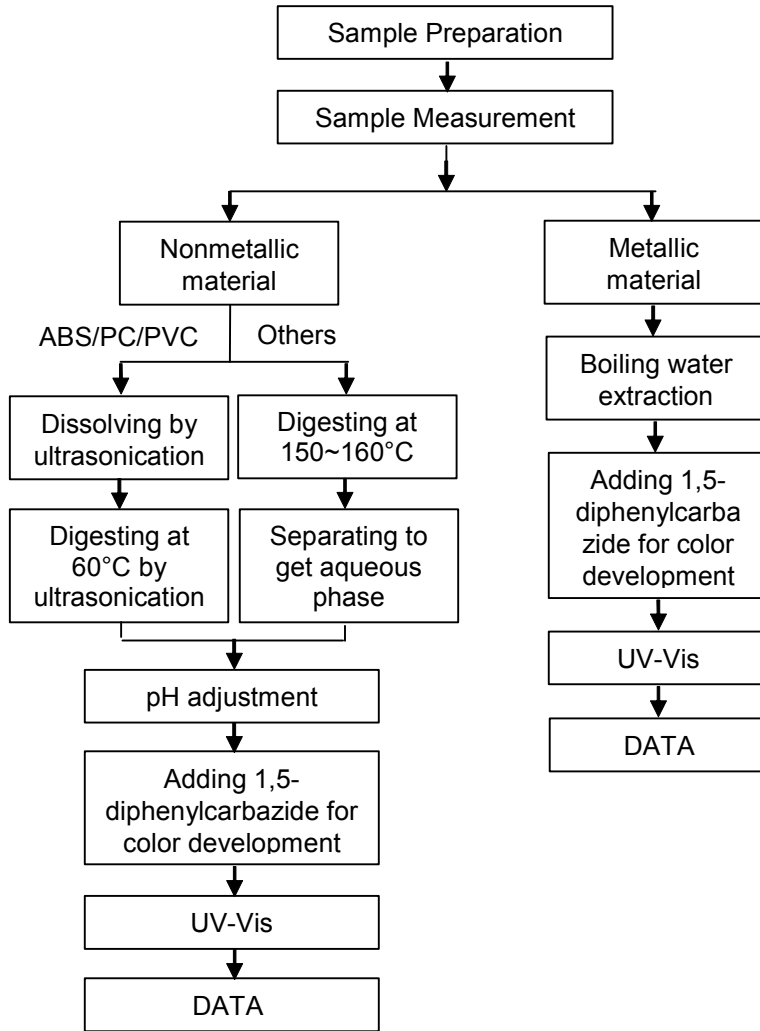 Sample Preparation
Sample Measurement
Nonmetallic
material
ABS/PC/PVC
Others
Dissolving by
ultrasonication
Digesting at
60°C by
ultrasonication
Digesting at
150~160°C
Separating to
get aqueous
phase
pH adjustment
Adding 1,5-
diphenylcarbazide for
color development
UV-Vis
DATA
Metallic
material
Boiling water
extraction
Adding 1,5-
diphenylcarba
zide for color
development
UV-Vis
DATA